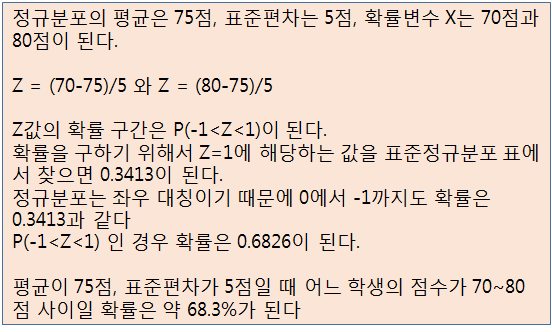 정규분포의 평균은 75점, 표준편차는 5점, 확률변수 X는 70점과
80점이 된다.
Z = (70-75)/5 와 Z = (80-75)/5
Z값의 확률 구간은 P(-1<Z<1)이 된다.
확률을 구하기 위해서 Z=1에 해당하는 값을 표준정규분포 표에
서 찾으면 0.3413이 된다.
정규분포는 좌우 대칭이기 때문에 0에서 -1까지도 확률은
0.3413과 같다
P(-1<Z<1) 인 경우 확률은 0.6826이 된다.
평균이 75점, 표준편차가 5점일 때 어느 학생의 점수가 70~80
점 사이일 확률은 약 68.3%가 된다